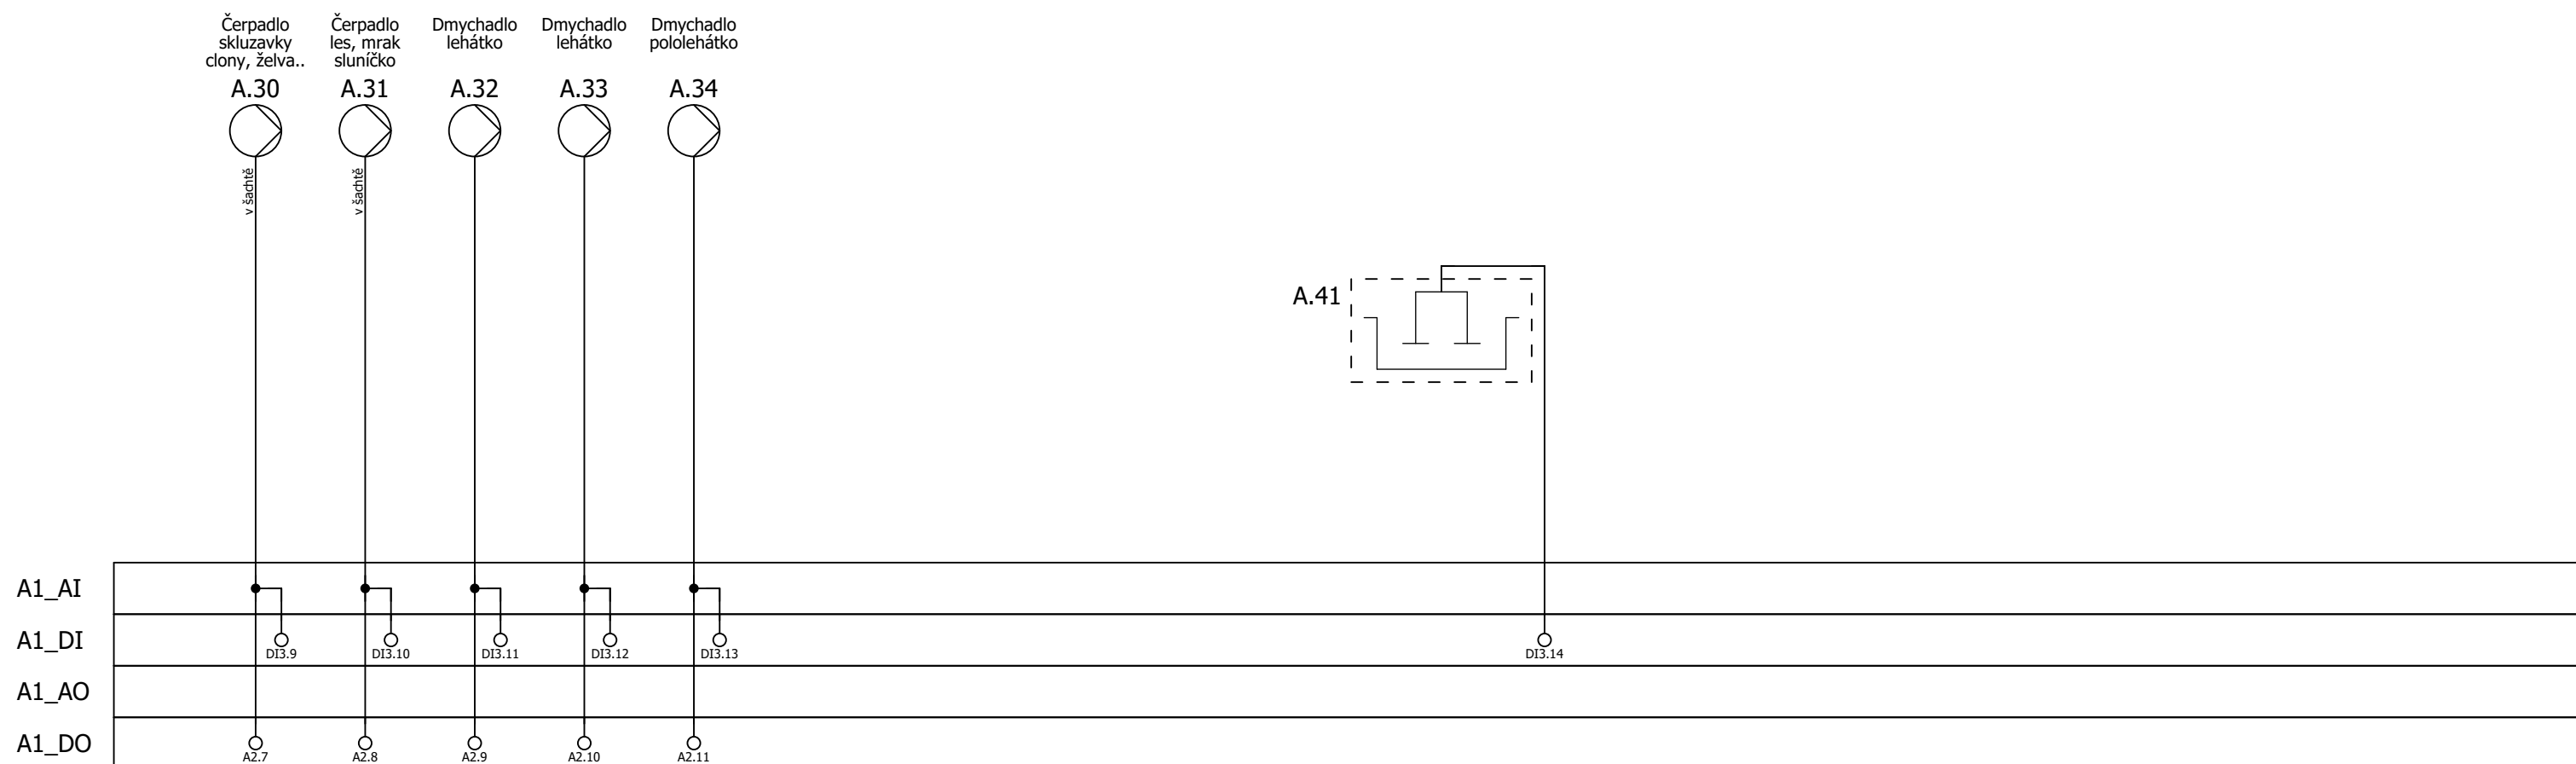 Čerpadlo
skluzavky
clony, želva..
A.30
v šachtě
Čerpadlo
les, mrak
sluníčko
A.31
v šachtě
Dmychadlo
lehátko
A.32
Dmychadlo
lehátko
A.33
Dmychadlo
pololehátko
A.34
A.41
A1_AI
A1_DI
DI3.9
DI3.10
DI3.11
DI3.12
DI3.13
DI3.14
A1_AO
A1_DO
A2.7
A2.8
A2.9
A2.10
A2.11